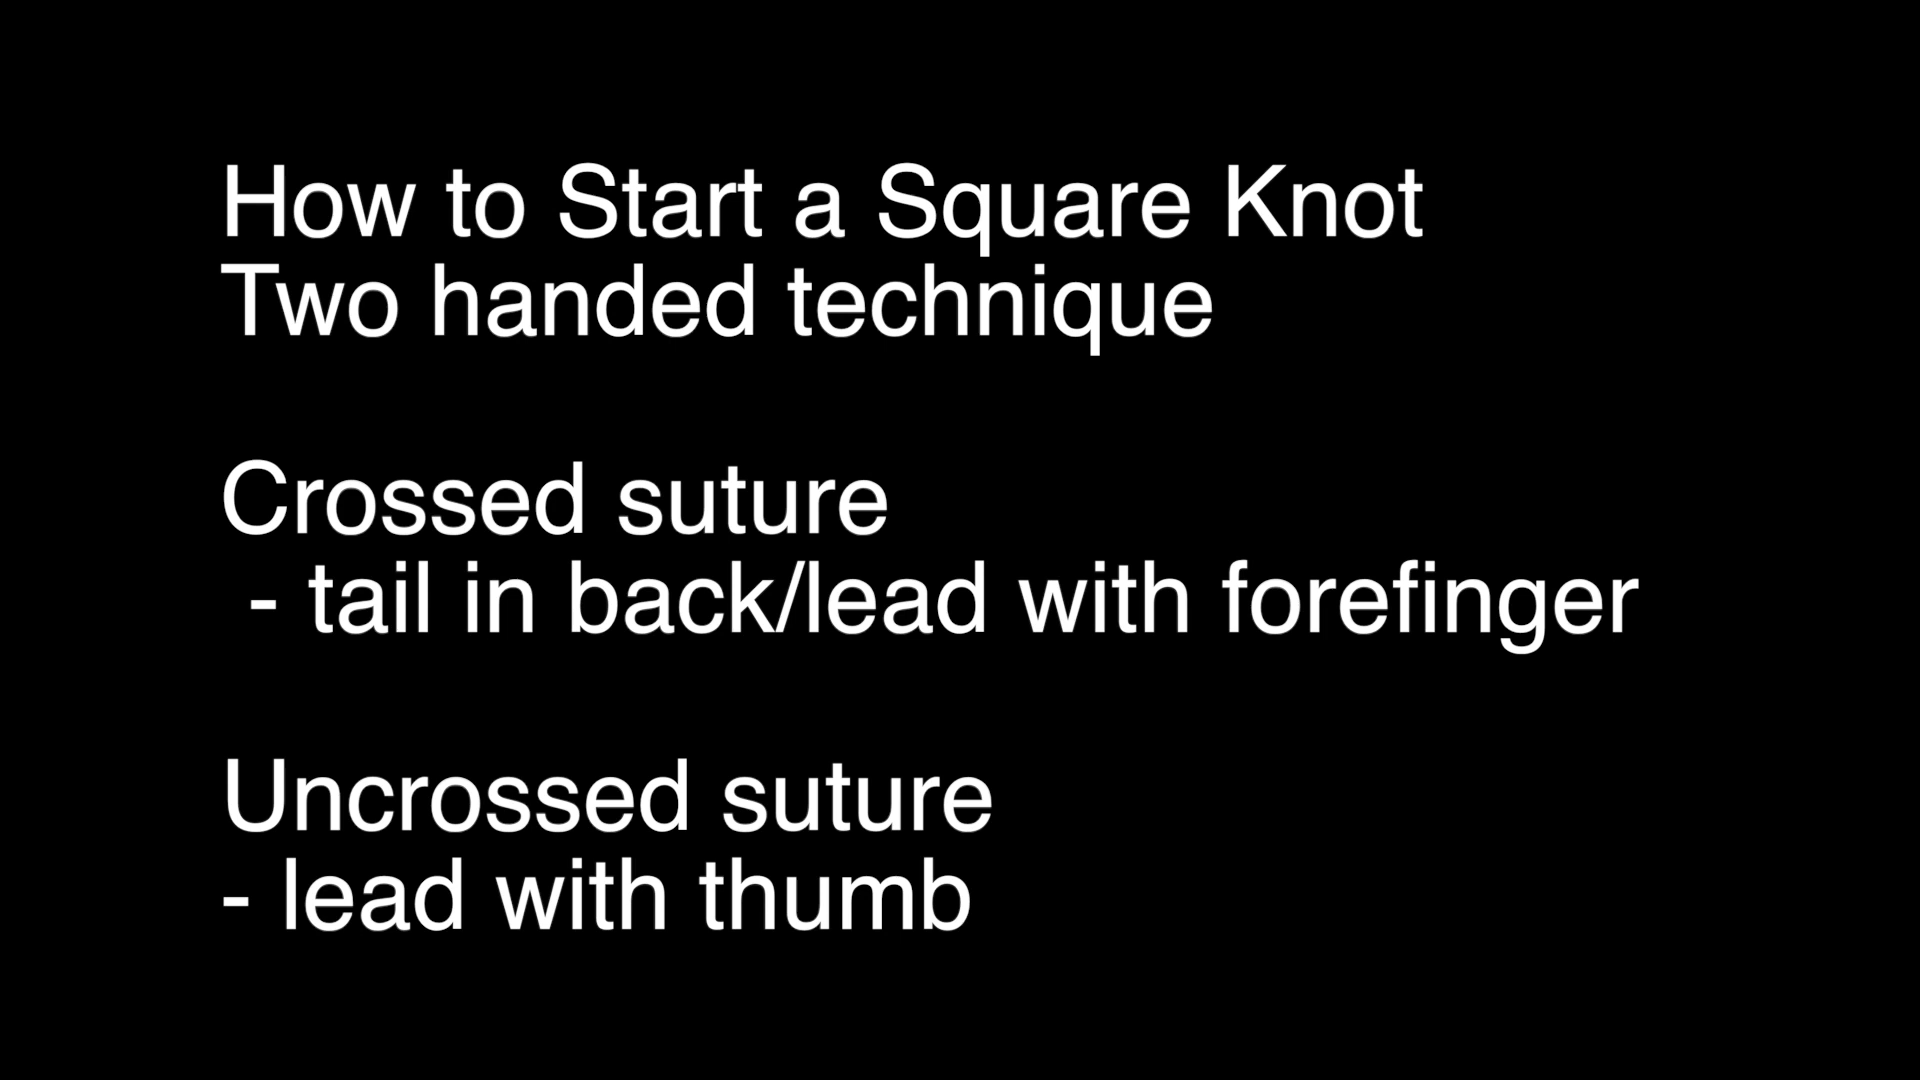 How to Start a Square Knot
Two handed technique
Crossed suture
- tail in back/lead with forefinger
Uncrossed suture
- lead with thumb